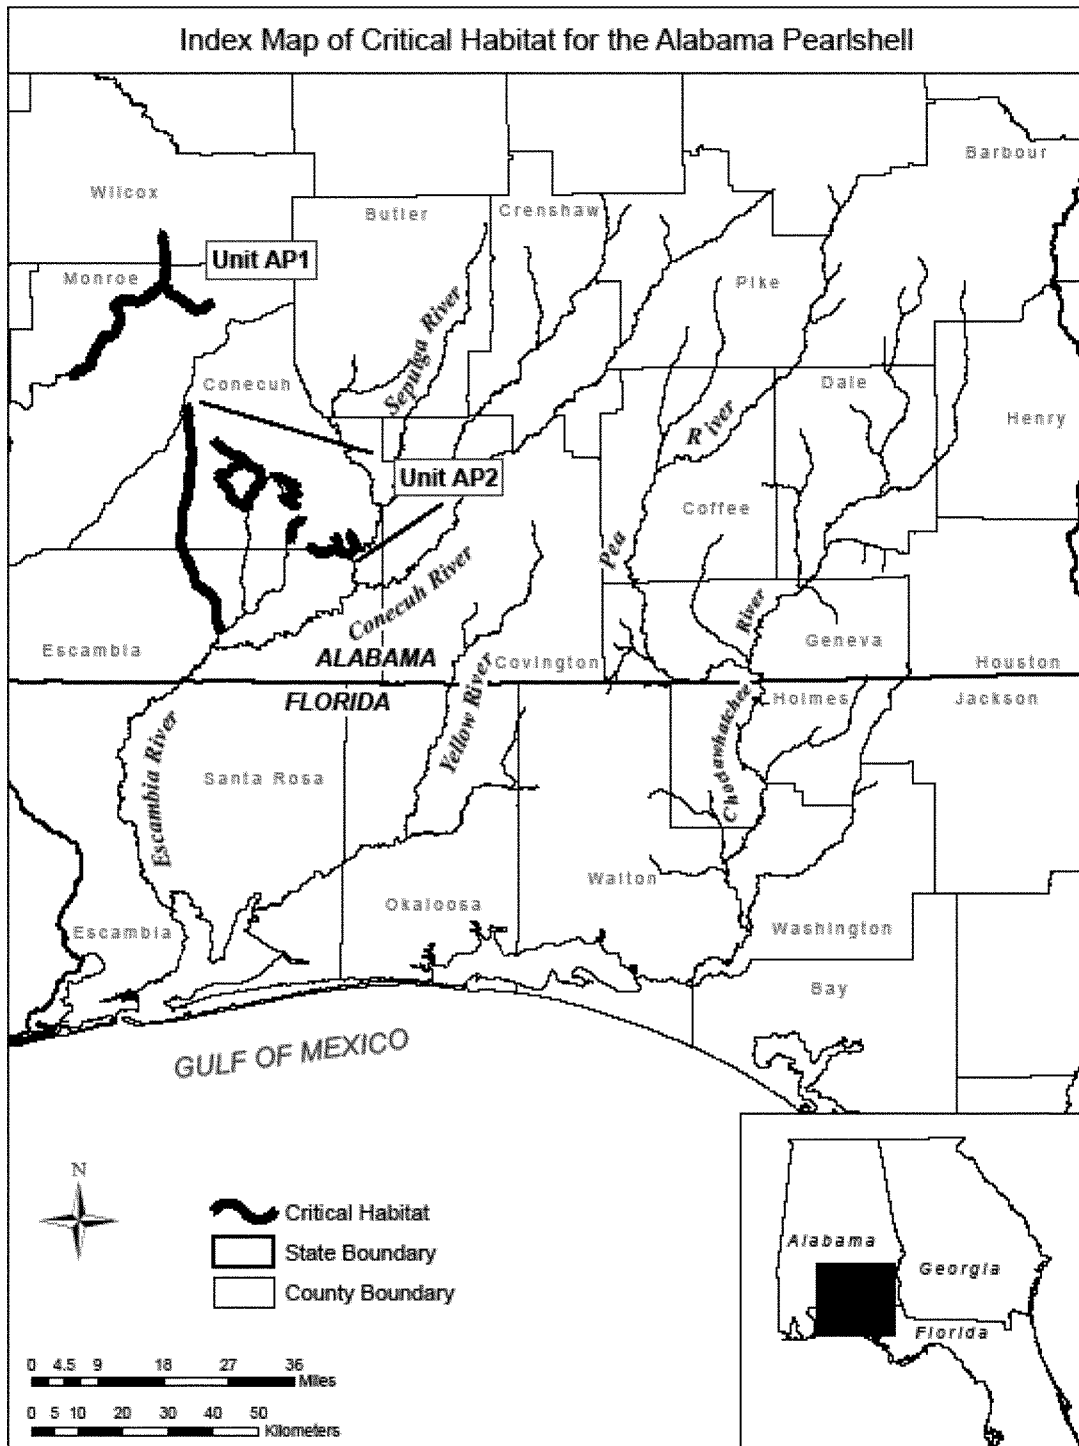 Index Map of Critical Habitat for the Alabama Pearlshell
Barbour
Wilcox
Butler
Crenshaw
Unit AP1
Monroe
Pike
Sepulga River
Conecuh
Dale
Henry
River
Unit AP2
Coffee
Pea
Conecuh River
River
Geneva
Escambia
ALABAMA
Covington
Houston
FLORIDA
Holmes
Jackson
Yellow River
Choctawhatchee
Escambia River
Santa Rosa
Walton
Okaloosa
Escambia
Washington
Bay
GULF OF MEXICO
N
Critical Habitat
State Boundary
County Boundary
Alabama
Georgia
Florida
0 4.5 9 18 27 36
Miles
0 5 10 20 30 40 50
Kilometers